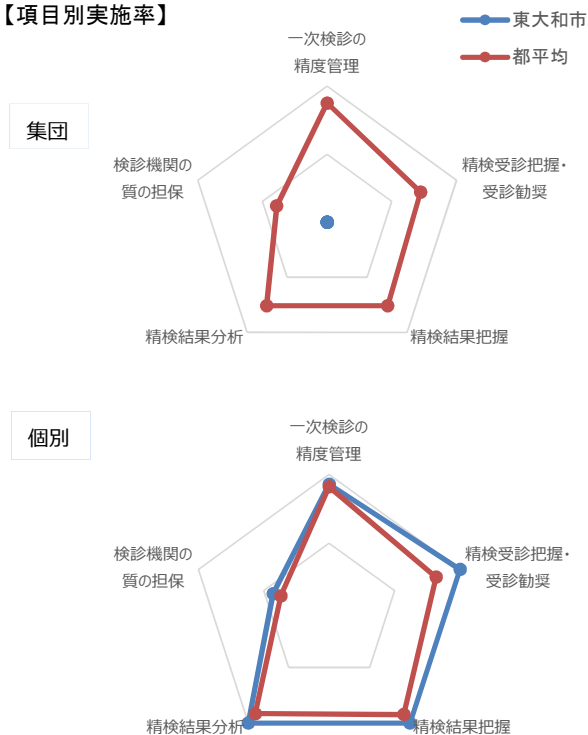 【項目別実施率】
東大和市
都平均
集団
一次検診の
精度管理
精検受診把握・
受診勧奨
精検結果把握
精検結果分析
検診機関の
質の担保
個別
一次検診の
精度管理
精検受診把握・
受診勧奨
精検結果把握
精検結果分析
検診機関の
質の担保